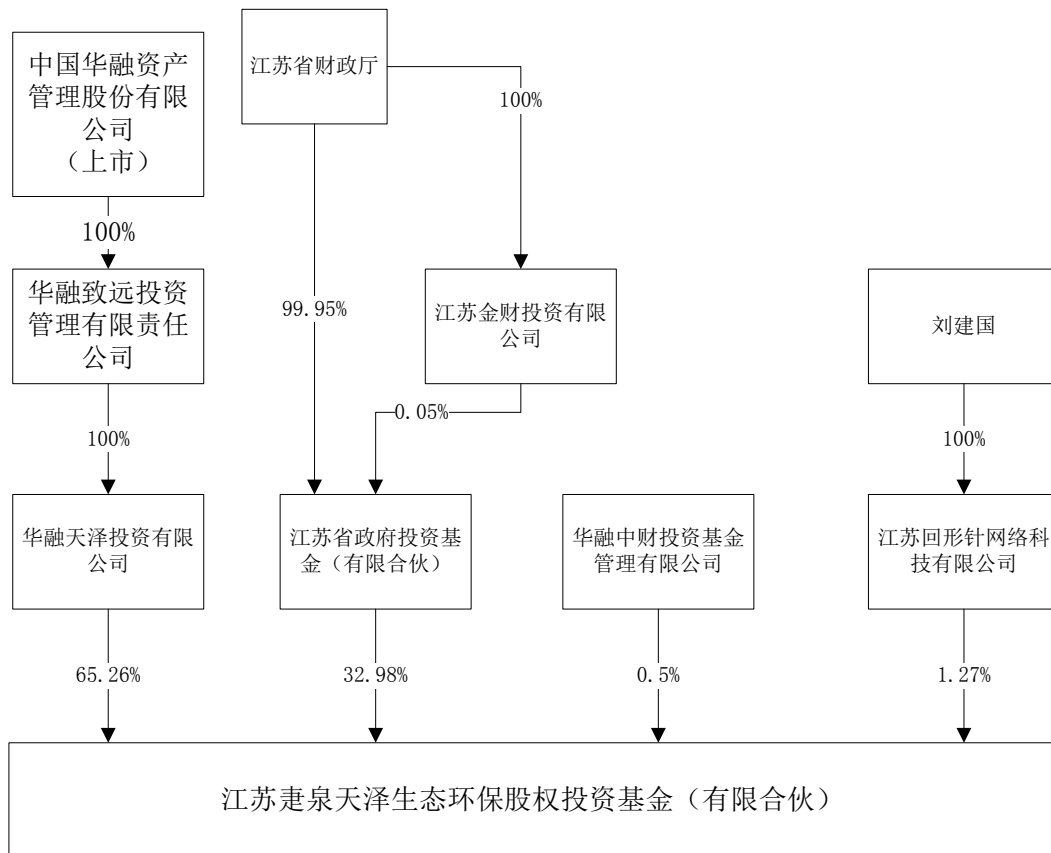 中国华融资产
管理股份有限
公司
（上市）
江苏省财政厅
100%
100%
华融致远投资
管理有限责任
公司
99.95%
江苏金财投资有限
公司
刘建国
0.05%
100%
100%
华融天泽投资有限
公司
江苏省政府投资基
金（有限合伙）
华融中财投资基金
管理有限公司
江苏回形针网络科
技有限公司
65.26%
32.98%
0.5%
1.27%
江苏疌泉天泽生态环保股权投资基金（有限合伙）